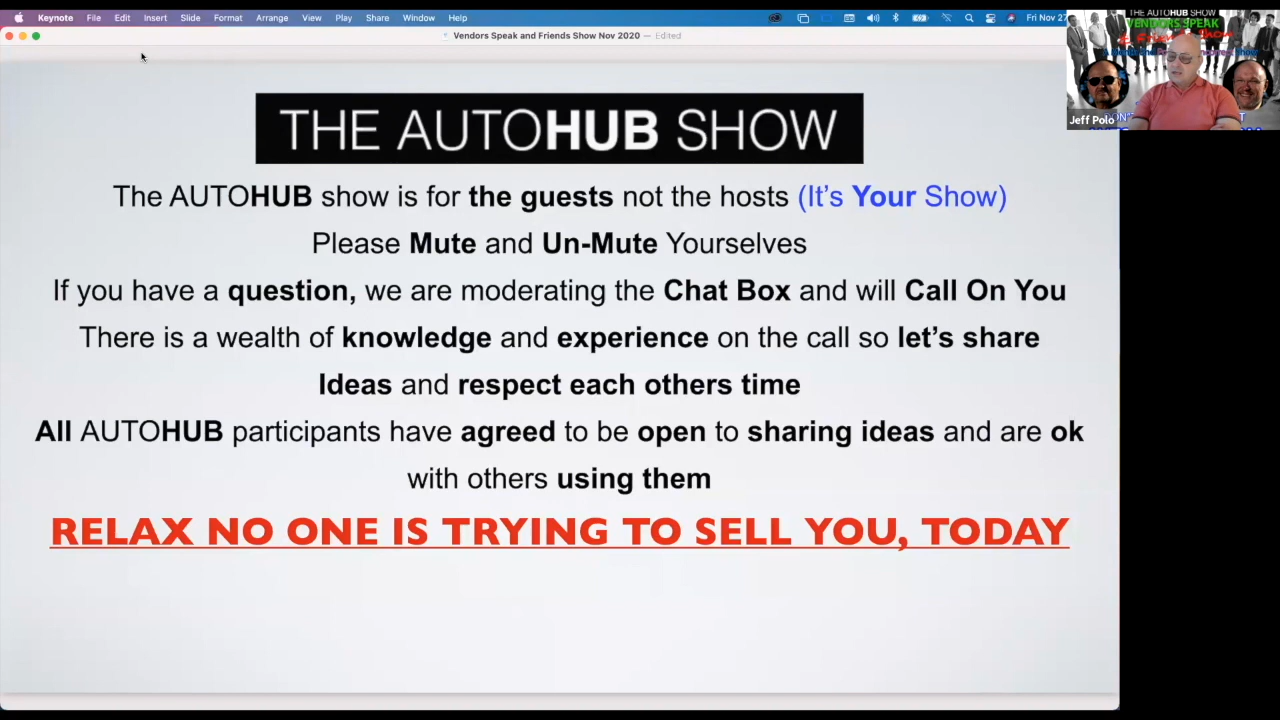 Keynote File Edit Insert Slide Format Arrange View Play Share Window Help Fri Nov 27
Vendors Speak and Friends Show Nov 2020 — Edited
THE AUTOHUB SHOW
VENDORS SPEAK
Jeff Polo
THE AUTOHUB SHOW
The AUTOHUB show is for the guests not the hosts (It's Your Show)
Please Mute and Un-Mute Yourselves
If you have a question, we are moderating the Chat Box and will Call On You
There is a wealth of knowledge and experience on the call so let's share
Ideas and respect each others time
All AUTOHUB participants have agreed to be open to sharing ideas and are ok
with others using them
RELAX NO ONE IS TRYING TO SELL YOU, TODAY